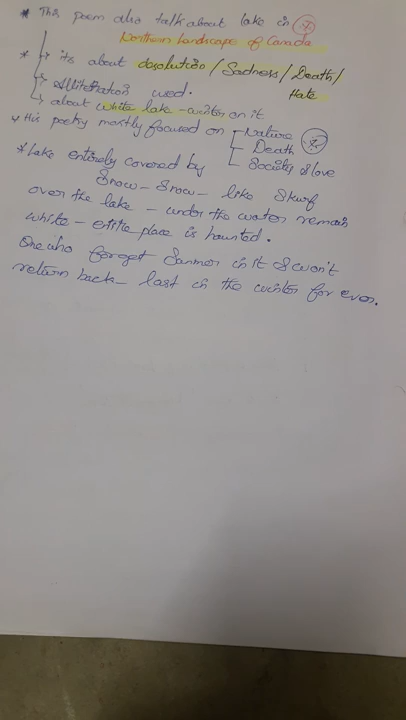 * This poem also talk about lake in *
Northern landscape of Canada
* → its about desolution / Sadness / Death /
Hate
→ Alliteration used.
→ about white lake - winter on it
* His poetry mostly focused on - Nature *
- Death
- Society & love
* Lake entirely covered by
Snow - Snow - like Skurf
over the lake - under the water remain
white - entire place is haunted.
One who forget Summer in it & won't
return back - last in the winter for ever.